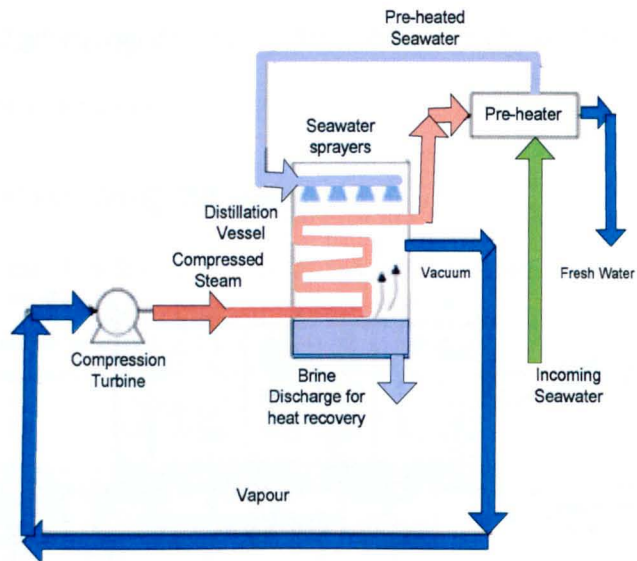 Pre-heated
Seawater
Pre-heater
Seawater
sprayers
Distillation
Vessel
Compressed
Steam
Vacuum
Fresh Water
Compression
Turbine
Brine
Discharge for
heat recovery
Incoming
Seawater
Vapour